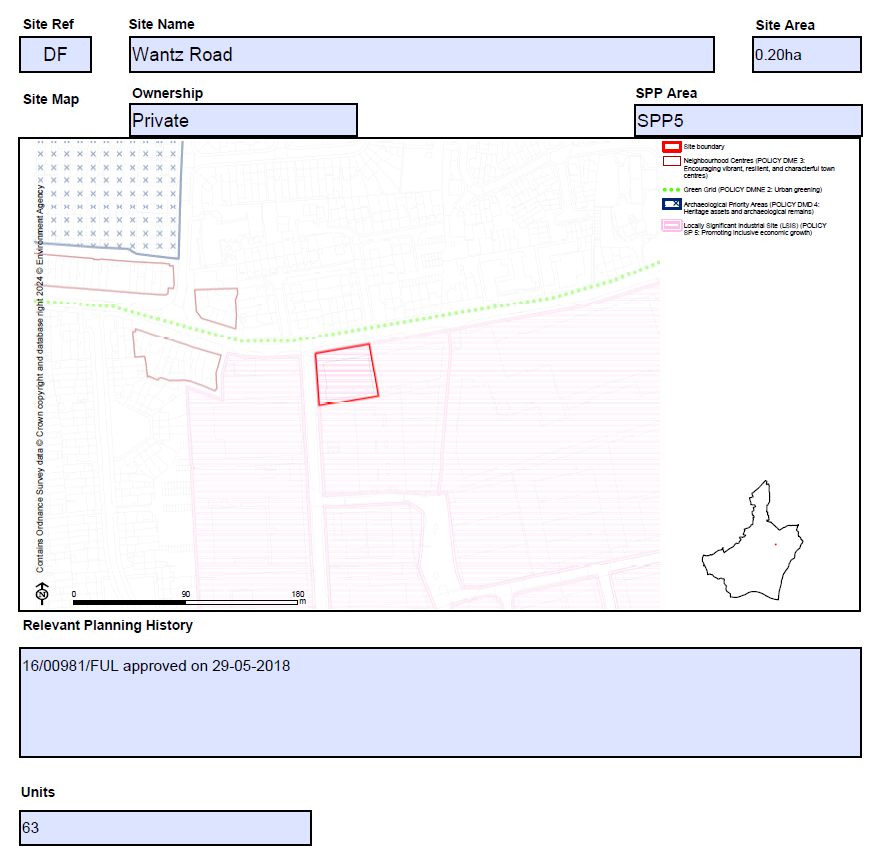 Site Ref
Site Name
Site Area
DF
Wantz Road
0.20ha
Site Map
Ownership
SPP Area
Private
SPP5
Site boundary
Neighbourhood Centres (POLICY DME 3:
Encouraging vibrant, resilient, and characterful town
centres)
Green Grid (POLICY DMNE 2: Urban greening)
Archaeological Priority Areas (POLICY DMD 4:
Heritage assets and archaeological remains)
Locally Significant Industrial Site (LSIS) (POLICY
SP 5: Promoting inclusive economic growth)
Contains Ordnance Survey data © Crown copyright and database right 2024 © Environment Agency
N
0 90 180
m
Relevant Planning History
16/00981/FUL approved on 29-05-2018
Units
63